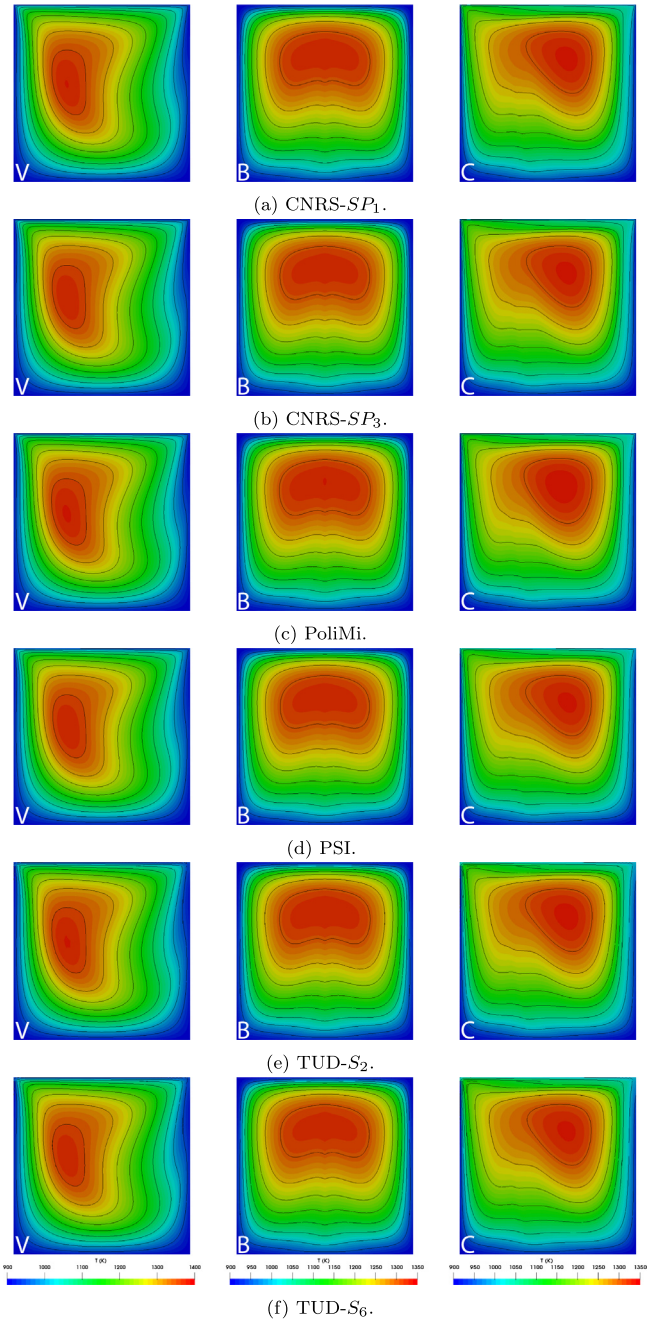 V B C
(a) CNRS-SP₁.
V B C
(b) CNRS-SP₃.
V B C
(c) PoliMi.
V B C
(d) PSI.
V B C
(e) TUD-S₂.
V B C
T (K) T (K) T (K)
900 1000 1100 1200 1300 1400 900 950 1000 1050 1100 1150 1200 1250 1300 1350 900 950 1000 1050 1100 1150 1200 1250 1300 1350
(f) TUD-S₆.